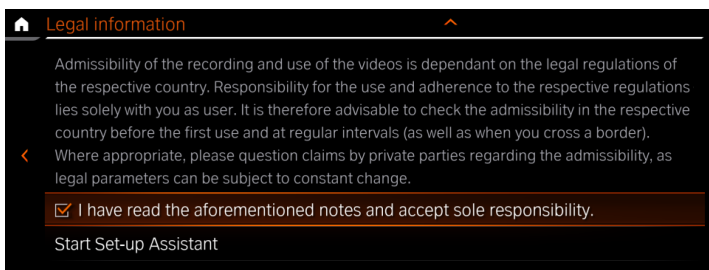 Legal information
Admissibility of the recording and use of the videos is dependant on the legal regulations of
the respective country. Responsibility for the use and adherence to the respective regulations
lies solely with you as user. It is therefore advisable to check the admissibility in the respective
country before the first use and at regular intervals (as well as when you cross a border).
Where appropriate, please question claims by private parties regarding the admissibility, as
legal parameters can be subject to constant change.
I have read the aforementioned notes and accept sole responsibility.
Start Set-up Assistant